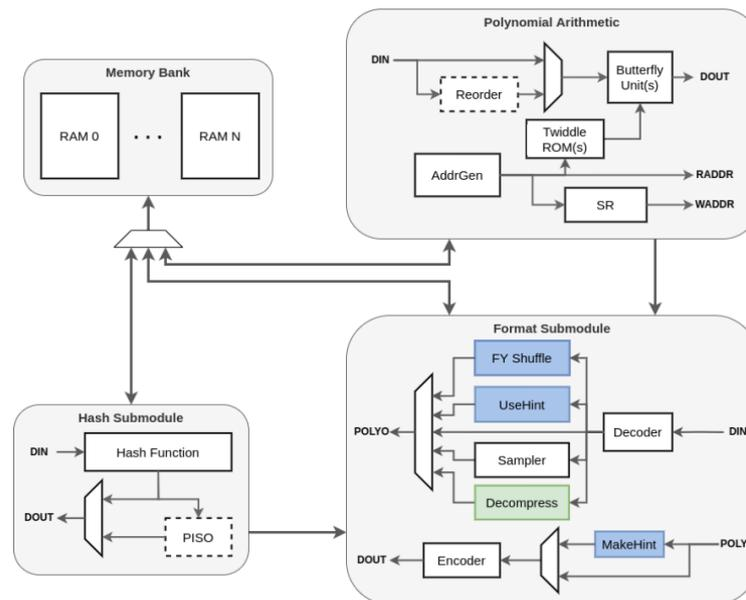 Polynomial Arithmetic
DIN
Reorder
Butterfly
Unit(s)
DOUT
Twiddle
ROM(s)
AddrGen
RADDR
SR
WADDR
Memory Bank
RAM 0
. . .
RAM N
Format Submodule
FY Shuffle
UseHint
POLYO
Decoder
DIN
Sampler
Decompress
MakeHint
POLY
DOUT
Encoder
Hash Submodule
DIN
Hash Function
DOUT
PISO